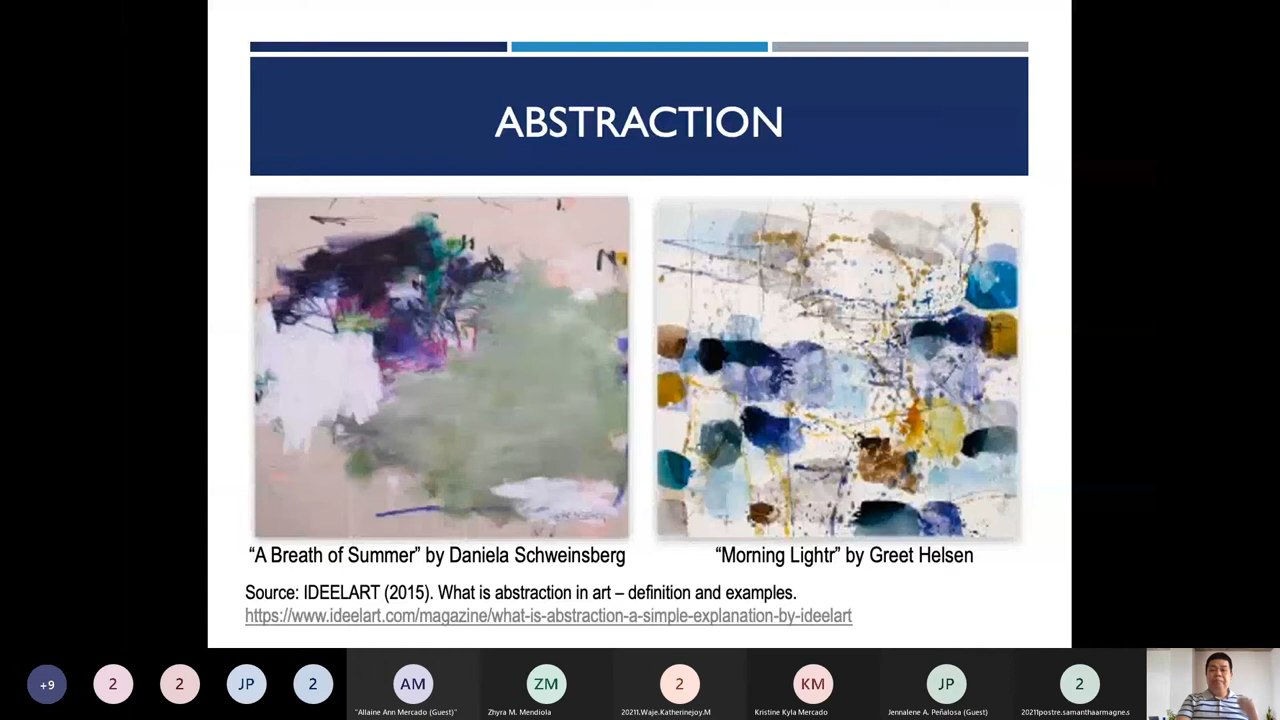 ABSTRACTION
“A Breath of Summer” by Daniela Schweinsberg
“Morning Lightr” by Greet Helsen
Source: IDEELART (2015). What is abstraction in art – definition and examples.
https://www.ideelart.com/magazine/what-is-abstraction-a-simple-explanation-by-ideelart
+9
2
2
JP
2
AM
ZM
2
KM
JP
2
"Allaine Ann Mercado (Guest)"
Zhyra M. Mendiola
20211.Waje.Katherinejoy.M
Kristine Kyla Mercado
Jennalene A. Peñalosa (Guest)
20211postre.samanthaarmagne.s